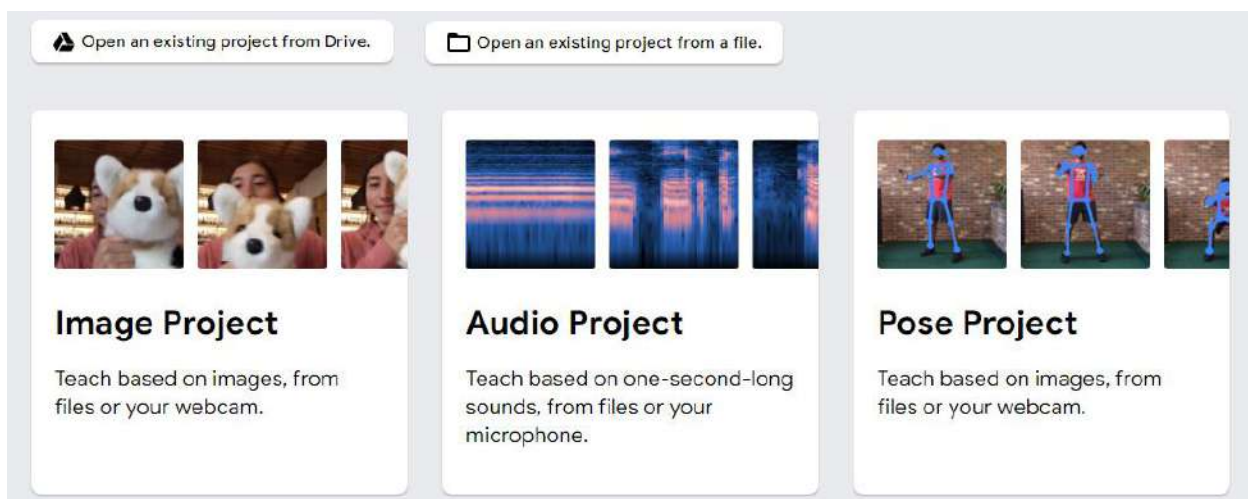 Open an existing project from Drive.
Open an existing project from a file.
Image Project
Teach based on images, from
files or your webcam.
Audio Project
Teach based on one-second-long
sounds, from files or your
microphone.
Pose Project
Teach based on images, from
files or your webcam.